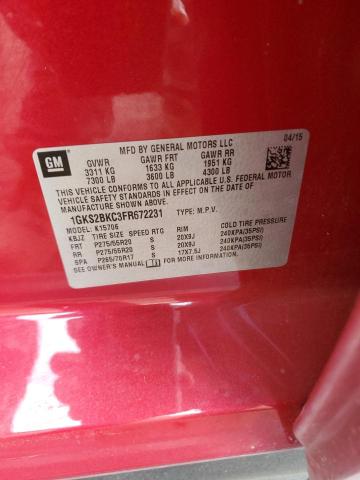 GM
MFD BY GENERAL MOTORS LLC 04/15
GVWR GAWR FRT GAWR RR
3311 KG 1633 KG 1951 KG
7300 LB 3600 LB 4300 LB
THIS VEHICLE CONFORMS TO ALL APPLICABLE U.S. FEDERAL MOTOR
VEHICLE SAFETY STANDARDS IN EFFECT ON THE DATE OF
MANUFACTURE SHOWN ABOVE.
1GKS2BKC3FR672231 TYPE: M.P.V.
MODEL: K15706
KBJZ TIRE SIZE SPEED RTG RIM COLD TIRE PRESSURE
FRT P275/55R20 S 20X9J 240KPA(35PSI)
RR P275/55R20 S 20X9J 240KPA(35PSI)
SPA P265/70R17 S 17X7.5J 240KPA(35PSI)
SEE OWNER'S MANUAL FOR ADDITIONAL INFORMATION.